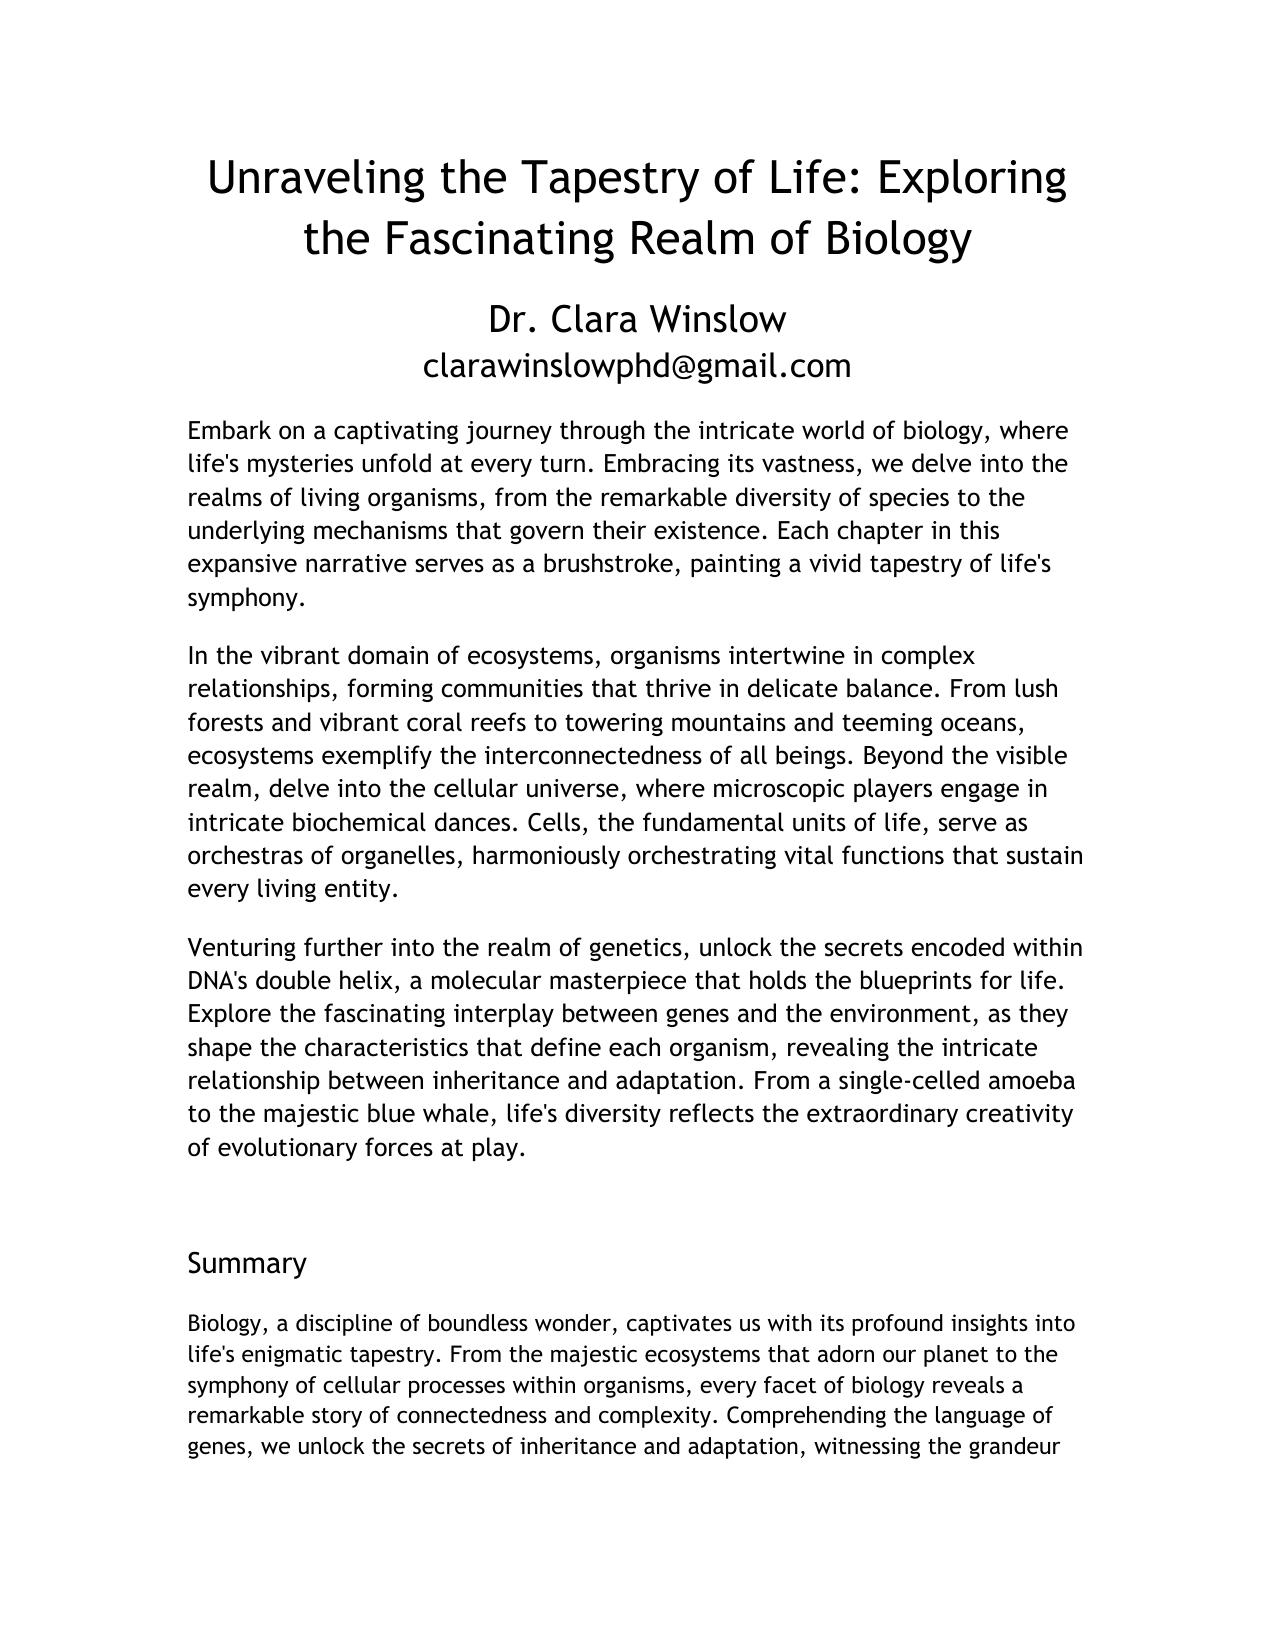 Unraveling the Tapestry of Life: Exploring
the Fascinating Realm of Biology
Dr. Clara Winslow
clarawinslowphd@gmail.com
Embark on a captivating journey through the intricate world of biology, where
life's mysteries unfold at every turn. Embracing its vastness, we delve into the
realms of living organisms, from the remarkable diversity of species to the
underlying mechanisms that govern their existence. Each chapter in this
expansive narrative serves as a brushstroke, painting a vivid tapestry of life's
symphony.
In the vibrant domain of ecosystems, organisms intertwine in complex
relationships, forming communities that thrive in delicate balance. From lush
forests and vibrant coral reefs to towering mountains and teeming oceans,
ecosystems exemplify the interconnectedness of all beings. Beyond the visible
realm, delve into the cellular universe, where microscopic players engage in
intricate biochemical dances. Cells, the fundamental units of life, serve as
orchestras of organelles, harmoniously orchestrating vital functions that sustain
every living entity.
Venturing further into the realm of genetics, unlock the secrets encoded within
DNA's double helix, a molecular masterpiece that holds the blueprints for life.
Explore the fascinating interplay between genes and the environment, as they
shape the characteristics that define each organism, revealing the intricate
relationship between inheritance and adaptation. From a single-celled amoeba
to the majestic blue whale, life's diversity reflects the extraordinary creativity
of evolutionary forces at play.
Summary
Biology, a discipline of boundless wonder, captivates us with its profound insights into
life's enigmatic tapestry. From the majestic ecosystems that adorn our planet to the
symphony of cellular processes within organisms, every facet of biology reveals a
remarkable story of connectedness and complexity. Comprehending the language of
genes, we unlock the secrets of inheritance and adaptation, witnessing the grandeur